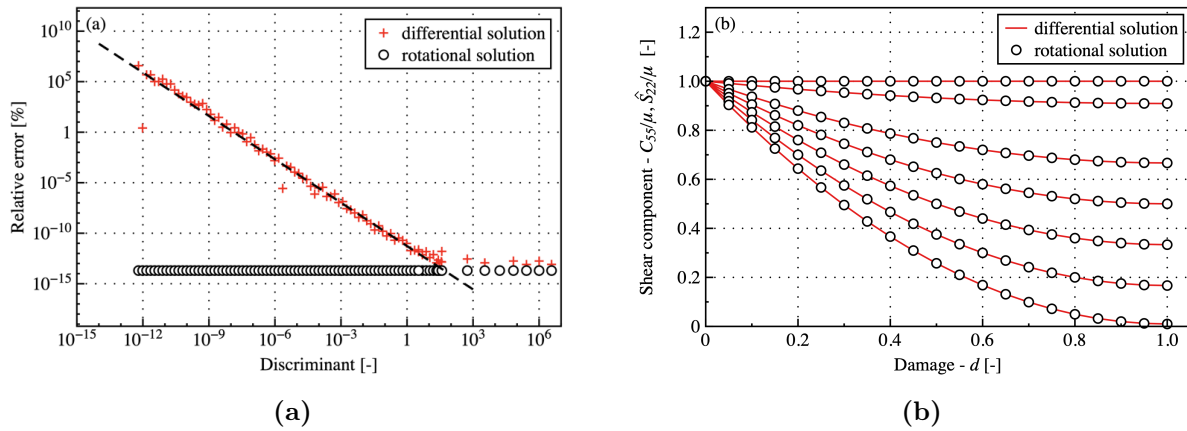 (a)
differential solution
rotational solution
10^10
10^5
1
10^-5
10^-10
10^-15
Relative error [%]
10^-15 10^-12 10^-9 10^-6 10^-3 1 10^3 10^6
Discriminant [-]
(a)
(b)
differential solution
rotational solution
1.2
1.0
0.8
0.6
0.4
0.2
0
Shear component - C_55/μ, Ŝ_22/μ [-]
0 0.2 0.4 0.6 0.8 1.0
Damage - d [-]
(b)